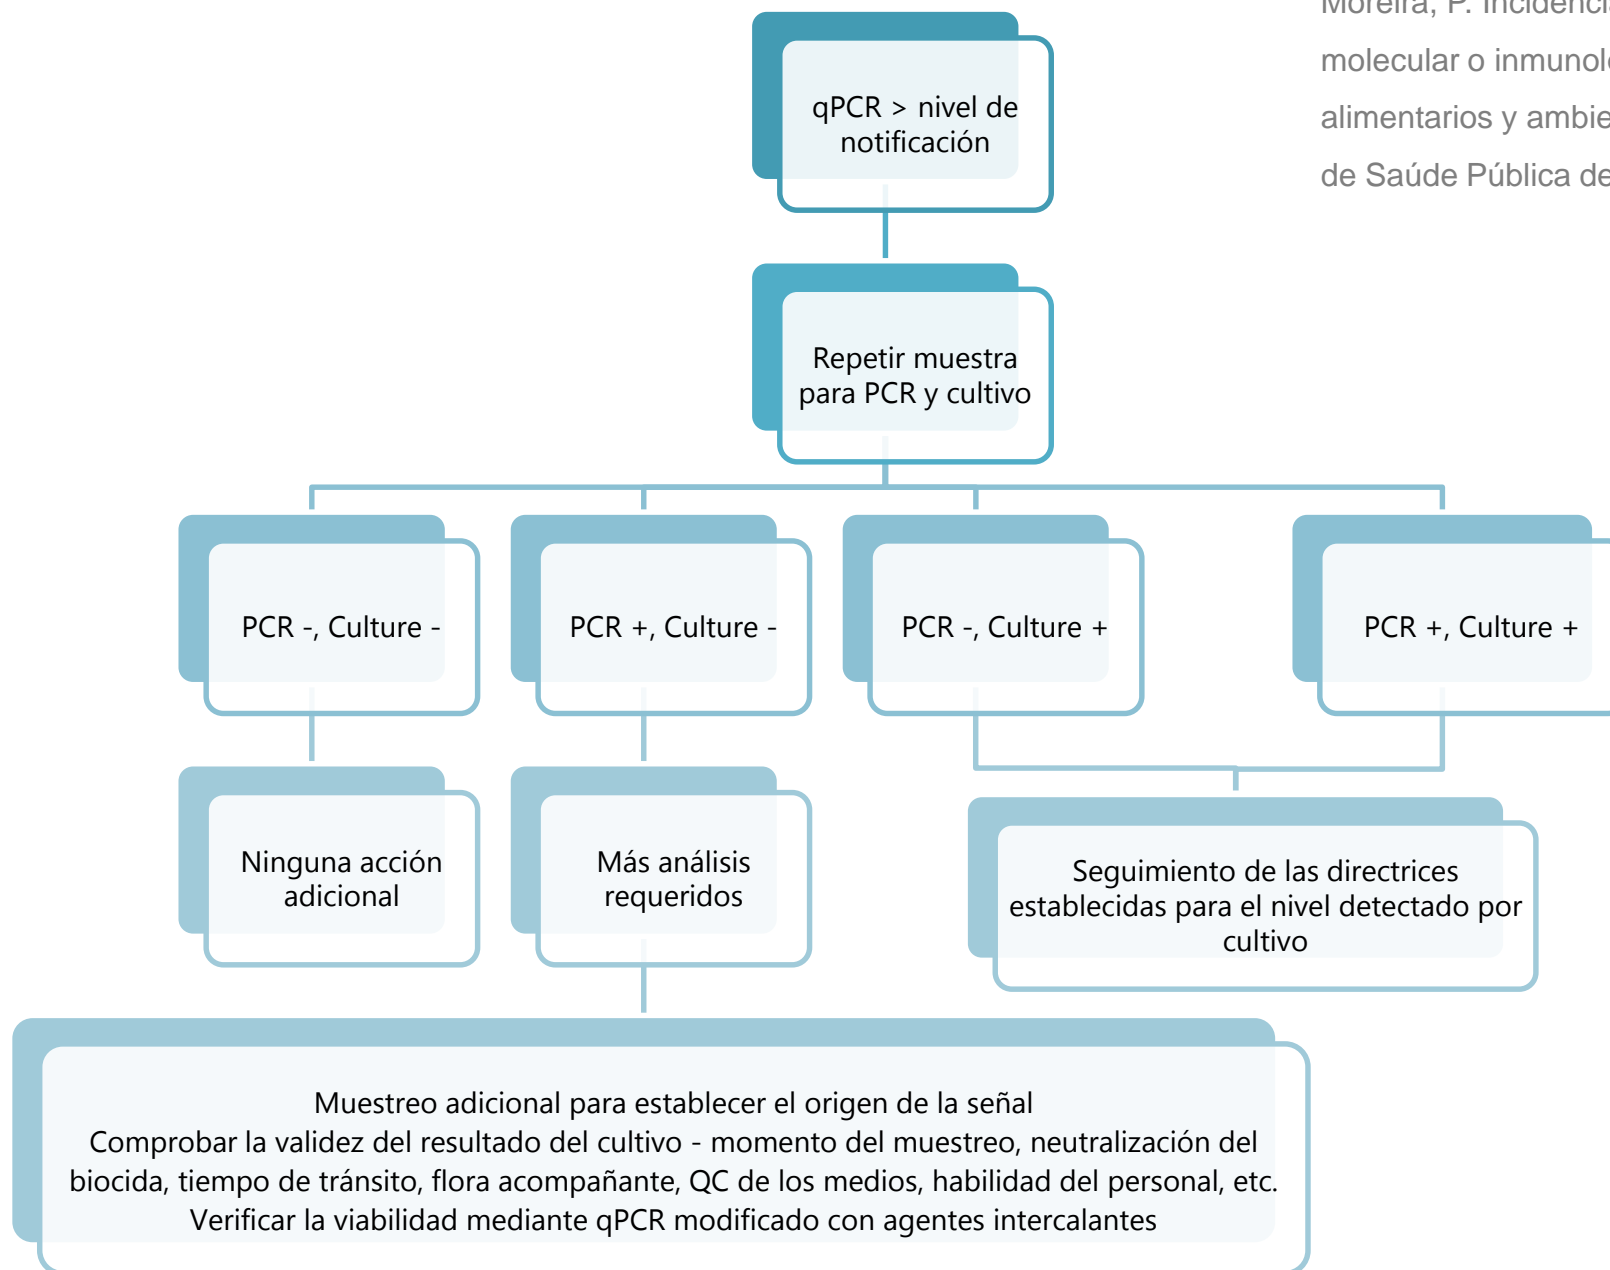 Moreira, P. Incidencia
molecular o inmunol
alimentarios y ambie
de Saúde Pública de
qPCR > nivel de
notificación
Repetir muestra
para PCR y cultivo
PCR -, Culture -
PCR +, Culture -
PCR -, Culture +
PCR +, Culture +
Ninguna acción
adicional
Más análisis
requeridos
Seguimiento de las directrices
establecidas para el nivel detectado por
cultivo
Muestreo adicional para establecer el origen de la señal
Comprobar la validez del resultado del cultivo - momento del muestreo, neutralización del
biocida, tiempo de tránsito, flora acompañante, QC de los medios, habilidad del personal, etc.
Verificar la viabilidad mediante qPCR modificado con agentes intercalantes